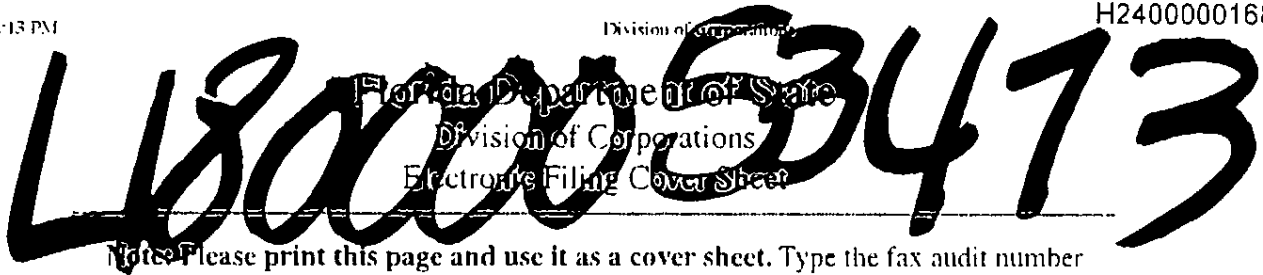 :13 PM
Division of Corporations
H2400000168
L18000053473
Florida Department of State
Division of Corporations
Electronic Filing Cover Sheet
Note: Please print this page and use it as a cover sheet. Type the fax audit number